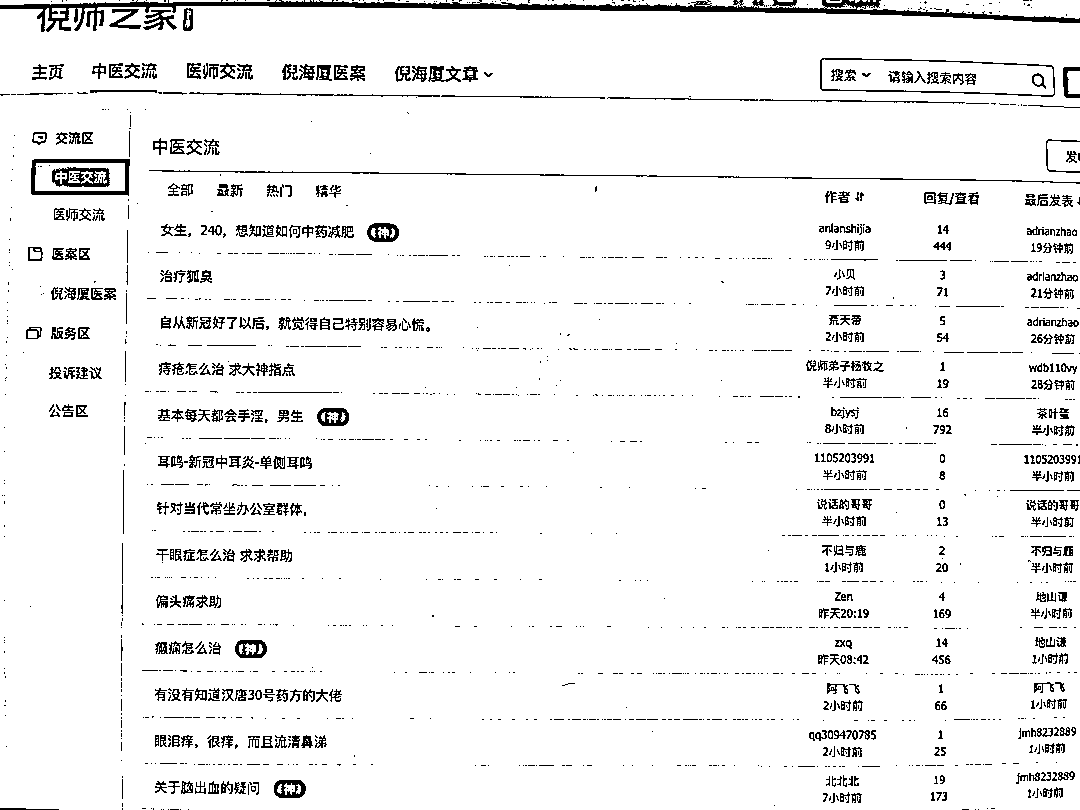 倪师之家
主页 中医交流 医师交流 倪海厦医案 倪海厦文章
搜索 请输入搜索内容
交流区
中医交流
医师交流
医案区
倪海厦医案
版务区
投诉建议
公告区
中医交流
全部 最新 热门 精华 作者 回复/查看 最后发表
女生，240，想知道如何中药减肥 (神) anlanshijia 14 adrianzhao
9小时前 444 19分钟前
治疗狐臭 小贝 3 adrianzhao
7小时前 71 21分钟前
自从新冠好了以后，就觉得自己特别容易心慌。 荒天帝 5 adrianzhao
2小时前 54 26分钟前
痔疮怎么治 求大神指点 倪师弟子杨牧之 1 wdb110vy
半小时前 19 28分钟前
基本每天都会手淫，男生 (神) bzjysj 16 茶叶
8小时前 792 半小时前
耳鸣-新冠中耳炎-单侧耳鸣 1105203991 0 1105203991
半小时前 8 半小时前
针对当代常坐办公室群体， 说话的哥哥 0 说话的哥哥
半小时前 13 半小时前
干眼症怎么治 求求帮助 不归与鹿 2 不归与鹿
1小时前 20 半小时前
偏头痛求助 Zen 4 地山谦
昨天20:19 169 半小时前
癫痫怎么治 (神) zxq 14 地山谦
昨天08:42 456 1小时前
有没有知道汉唐30号药方的大佬 阿飞飞 1 阿飞飞
2小时前 66 1小时前
眼泪痒，很痒，而且流清鼻涕 qq309470785 1 jmh8232889
2小时前 25 1小时前
关于脑出血的疑问 (神) 北北北 19 jmh8232889
7小时前 173 1小时前